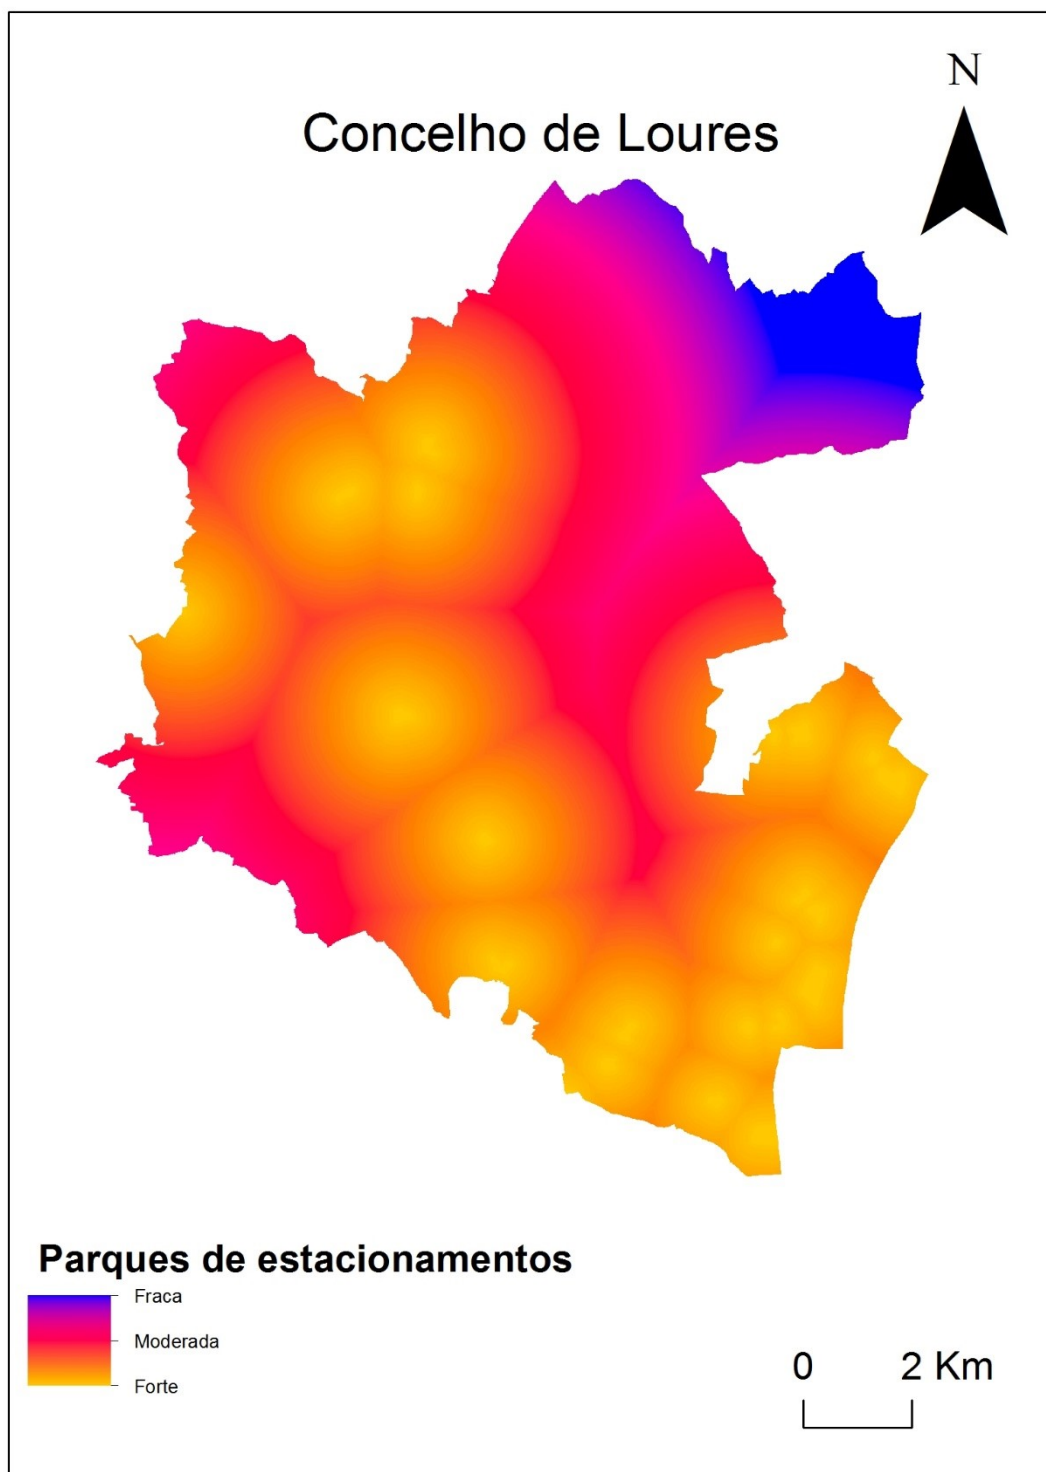 N
Concelho de Loures
Parques de estacionamentos
Fraca
Moderada
Forte
0 2 Km